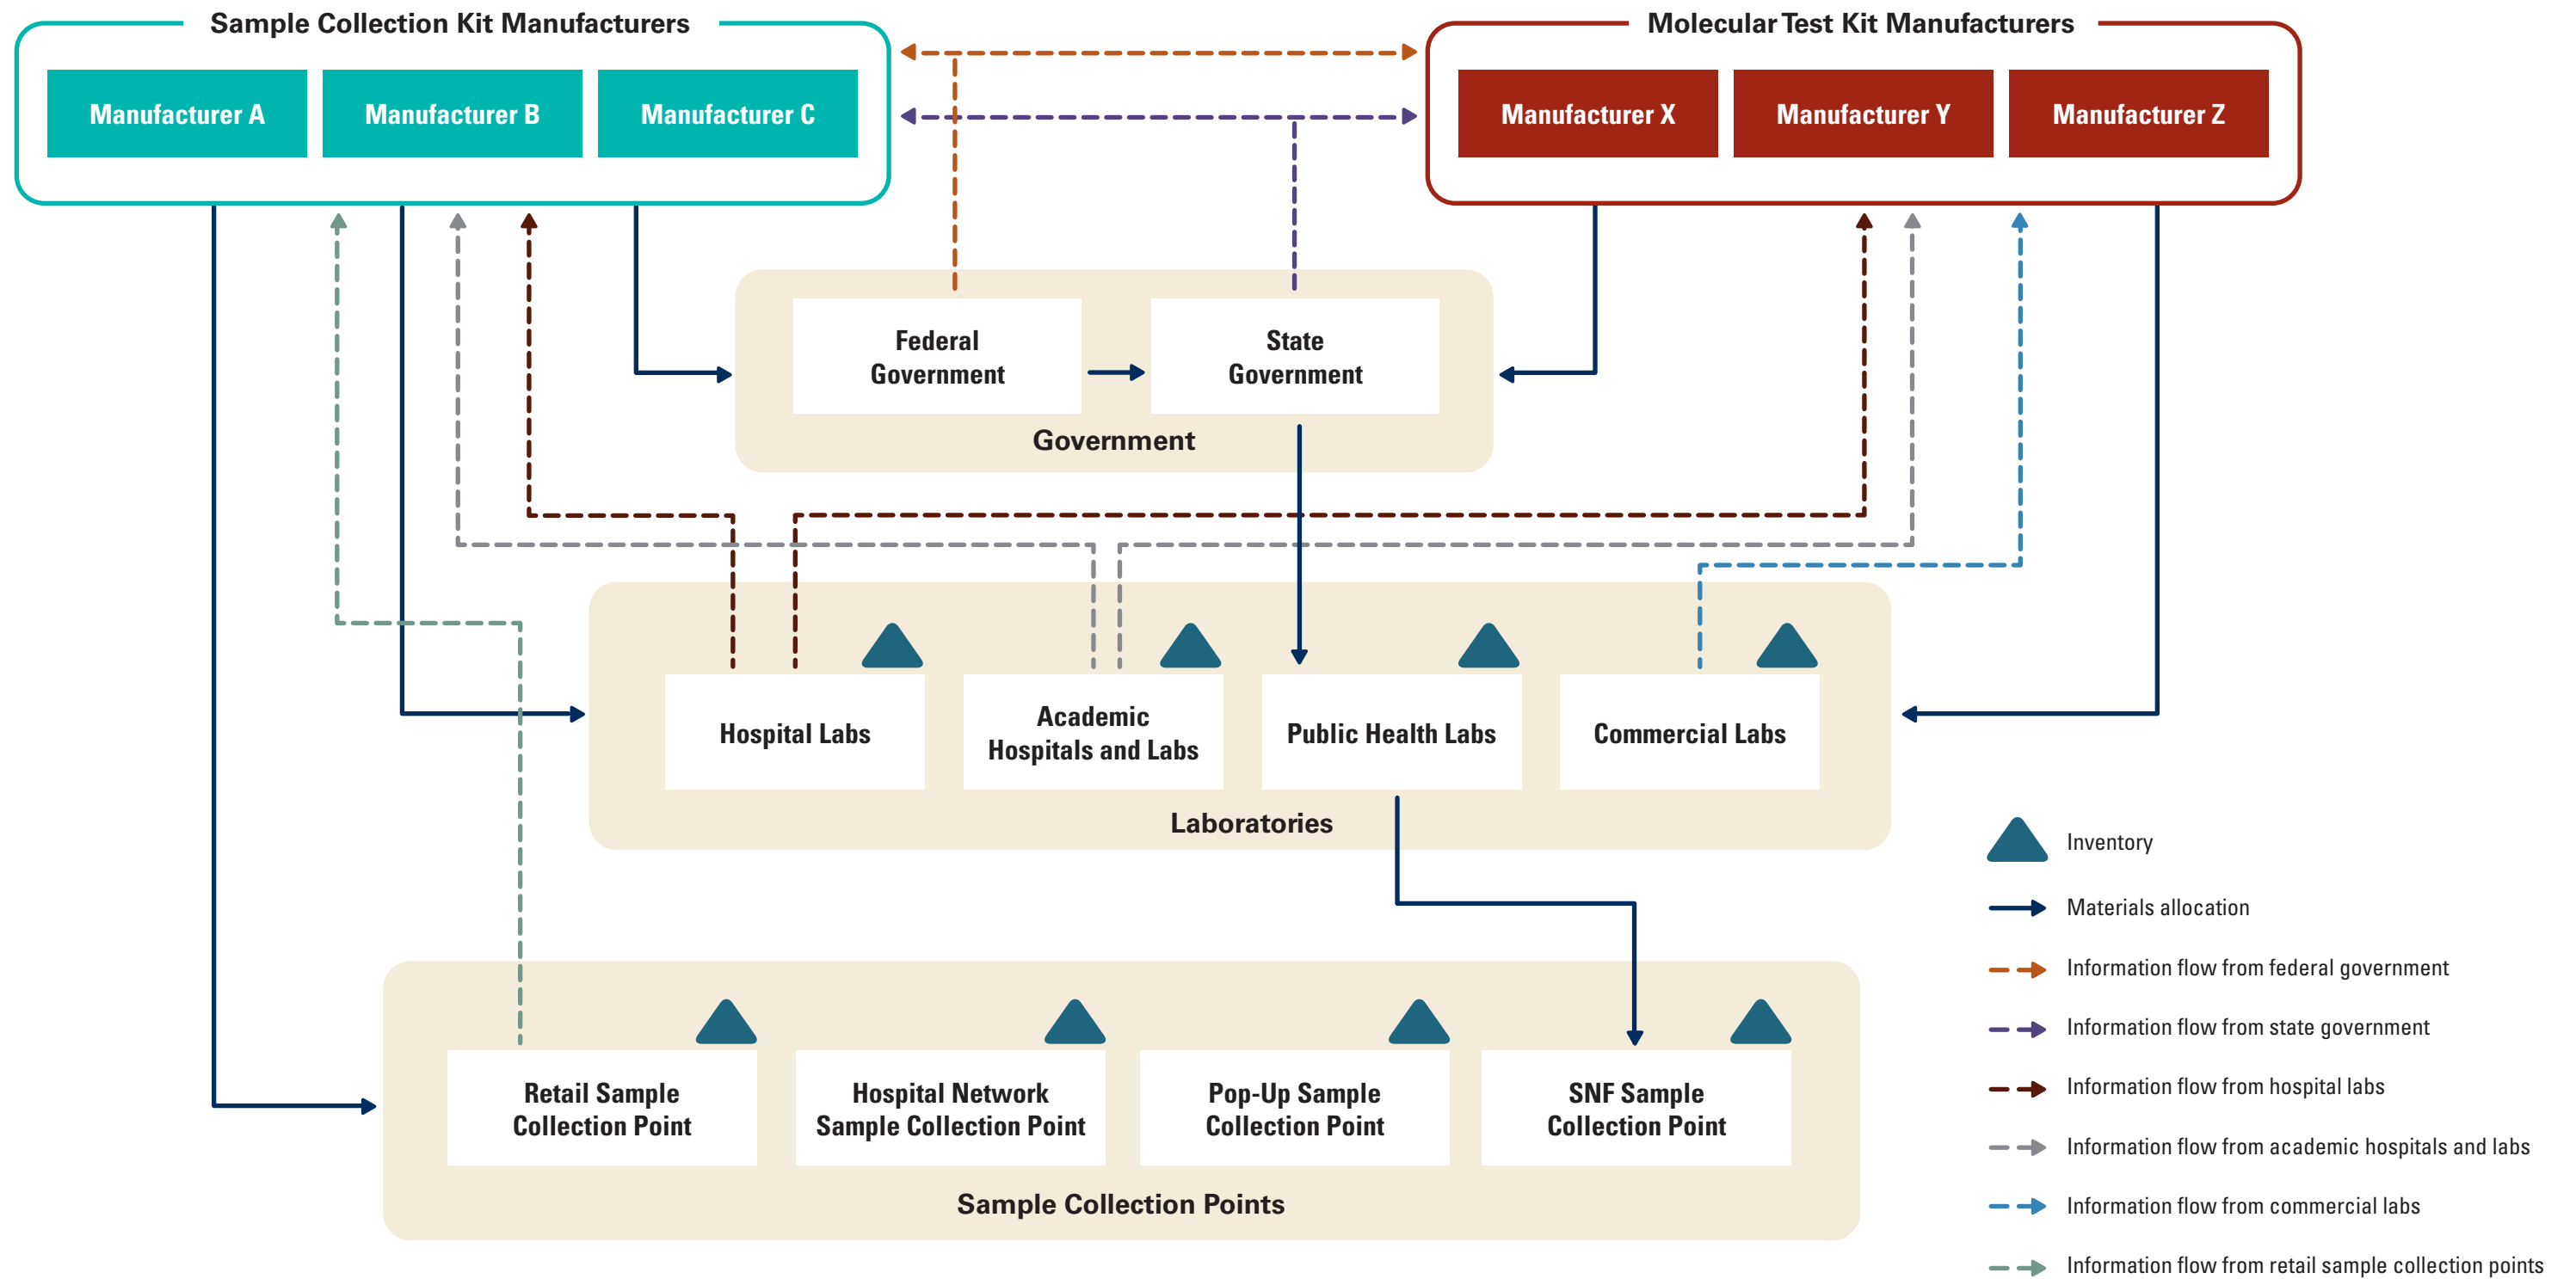 Sample Collection Kit Manufacturers
Molecular Test Kit Manufacturers
Manufacturer A
Manufacturer B
Manufacturer C
Manufacturer X
Manufacturer Y
Manufacturer Z
Federal
Government
State
Government
Government
Hospital Labs
Academic
Hospitals and Labs
Public Health Labs
Commercial Labs
Laboratories
Retail Sample
Collection Point
Hospital Network
Sample Collection Point
Pop-Up Sample
Collection Point
SNF Sample
Collection Point
Sample Collection Points
Inventory
Materials allocation
Information flow from federal government
Information flow from state government
Information flow from hospital labs
Information flow from academic hospitals and labs
Information flow from commercial labs
Information flow from retail sample collection points